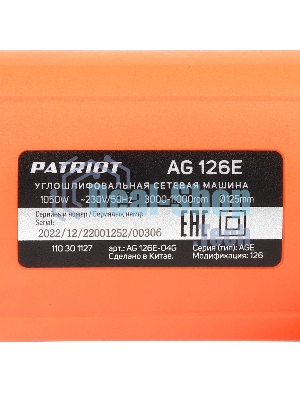 PATRIOT AG 126E
УГЛОШЛИФОВАЛЬНАЯ СЕТЕВАЯ МАШИНА
1050W ~230V/50Hz 3000-11000rpm Ø125mm
Серийный номер / Сериялық нөмір
Serial:
2022/12/22001252/00306
EAC
110 30 1127 арт.: AG 126E-04G Серия (тип): AGE
Сделано в Китае. Модификация: 126